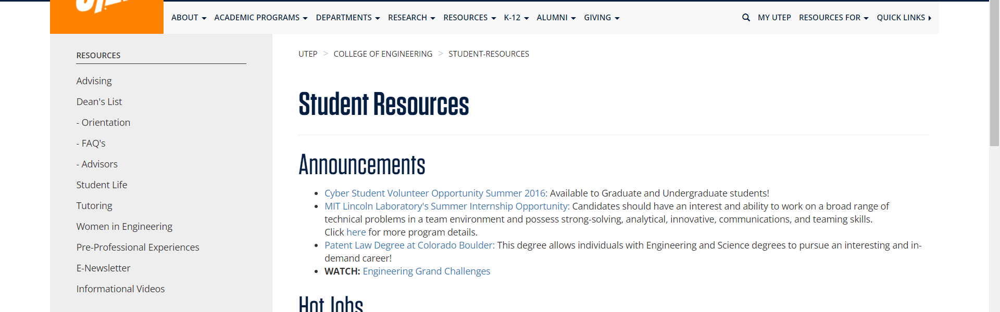 ABOUT ACADEMIC PROGRAMS DEPARTMENTS RESEARCH RESOURCES K-12 ALUMNI GIVING MY UTEP RESOURCES FOR QUICK LINKS
RESOURCES
Advising
Dean's List
- Orientation
- FAQ's
- Advisors
Student Life
Tutoring
Women in Engineering
Pre-Professional Experiences
E-Newsletter
Informational Videos
UTEP > COLLEGE OF ENGINEERING > STUDENT-RESOURCES
Student Resources
Announcements
• Cyber Student Volunteer Opportunity Summer 2016: Available to Graduate and Undergraduate students!
• MIT Lincoln Laboratory's Summer Internship Opportunity: Candidates should have an interest and ability to work on a broad range of
technical problems in a team environment and possess strong-solving, analytical, innovative, communications, and teaming skills.
Click here for more program details.
• Patent Law Degree at Colorado Boulder: This degree allows individuals with Engineering and Science degrees to pursue an interesting and in-
demand career!
• WATCH: Engineering Grand Challenges
Hot Jobs